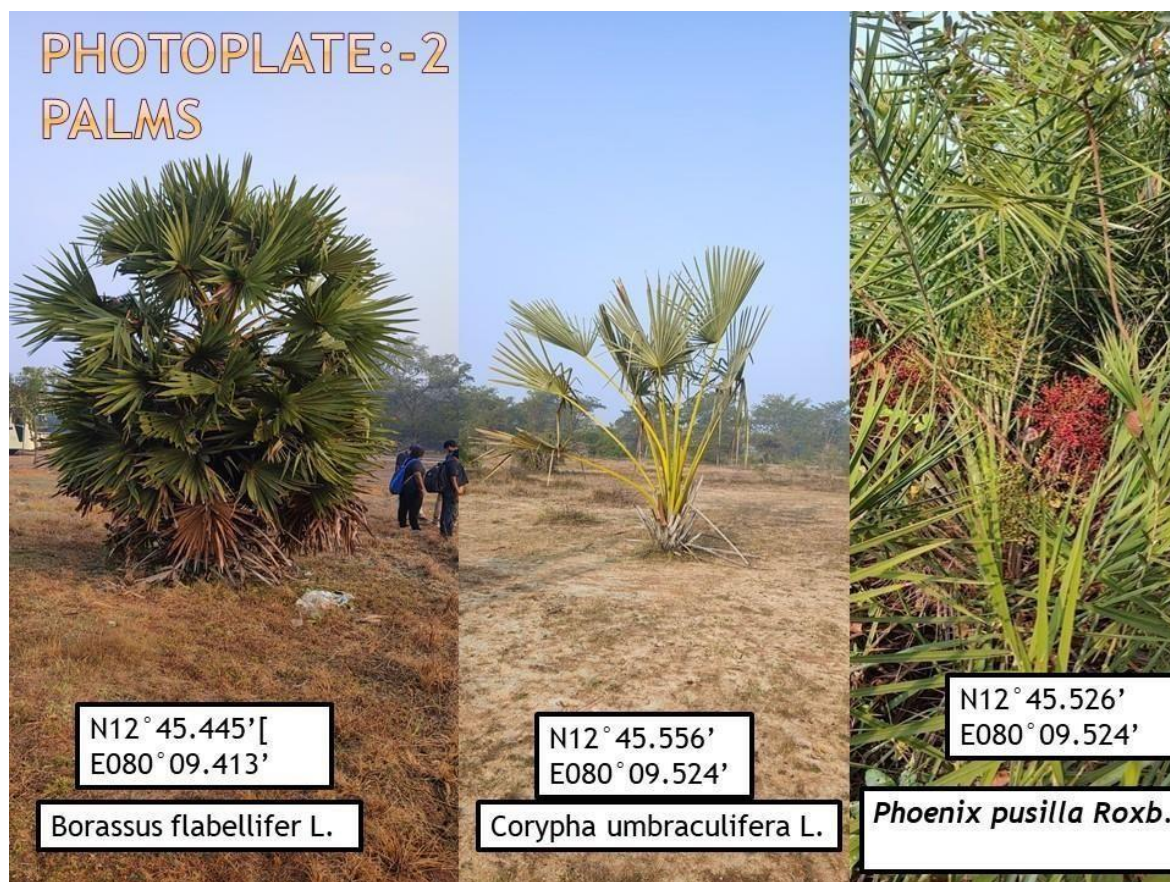 PHOTOPLATE:-2
PALMS
N12°45.445’[
E080°09.413’
Borassus flabellifer L.
N12°45.556’
E080°09.524’
Corypha umbraculifera L.
N12°45.526’
E080°09.524’
Phoenix pusilla Roxb.